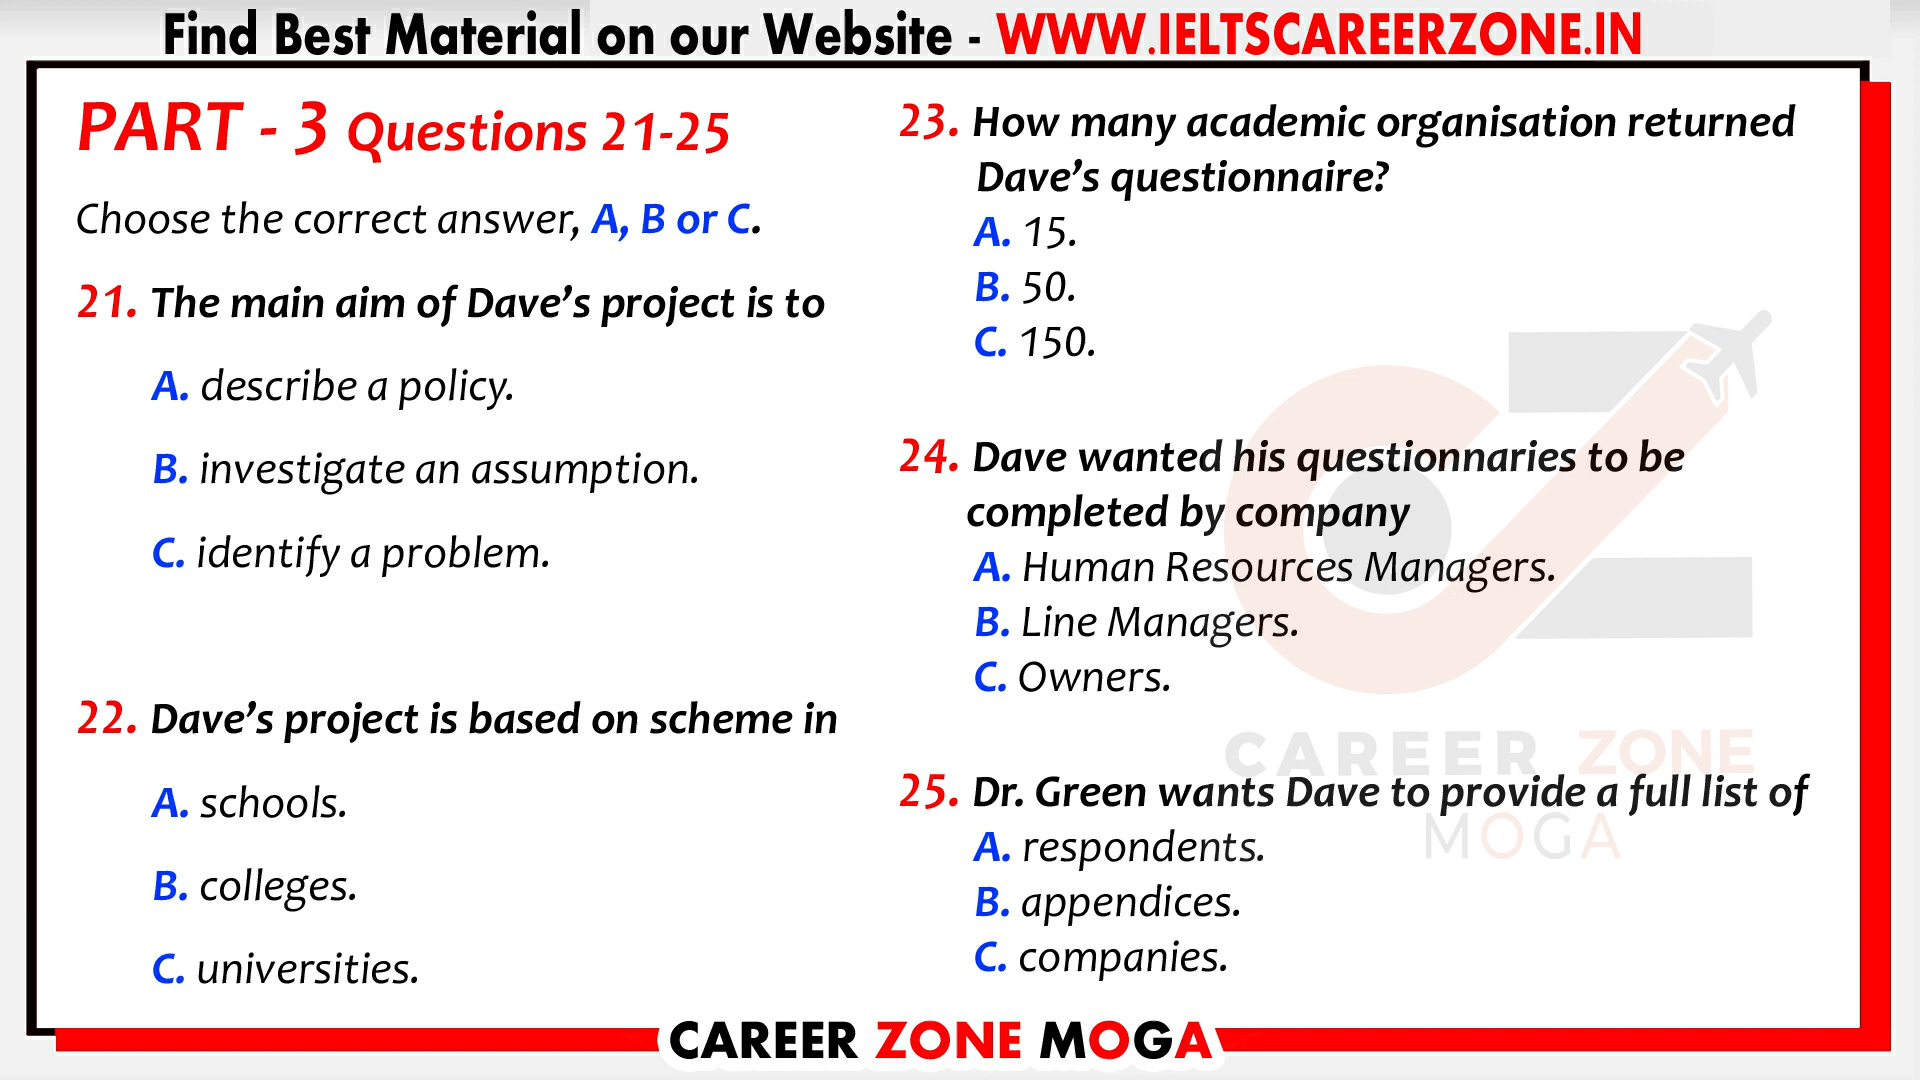 Find Best Material on our Website - WWW.IELTSCAREERZONE.IN
PART - 3 Questions 21-25
Choose the correct answer, A, B or C.
21. The main aim of Dave's project is to
A. describe a policy.
B. investigate an assumption.
C. identify a problem.
22. Dave's project is based on scheme in
A. schools.
B. colleges.
C. universities.
23. How many academic organisation returned
Dave's questionnaire?
A. 15.
B. 50.
C. 150.
24. Dave wanted his questionnaries to be
completed by company
A. Human Resources Managers.
B. Line Managers.
C. Owners.
25. Dr. Green wants Dave to provide a full list of
A. respondents.
B. appendices.
C. companies.
CAREER ZONE
MOGA
CAREER ZONE MOGA